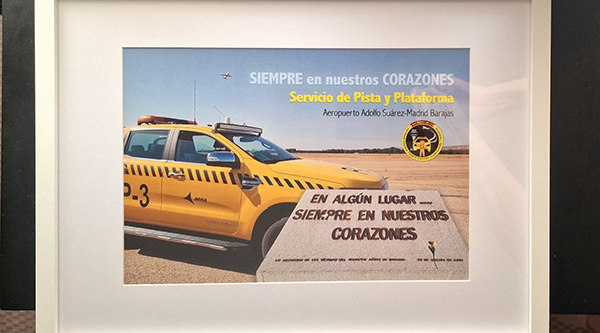 SIEMPRE en nuestros CORAZONES
Servicio de Pista y Plataforma
Aeropuerto Adolfo Suárez-Madrid Barajas
P-3
aena
EN ALGÚN LUGAR ....
SIEMPRE EN NUESTROS
CORAZONES